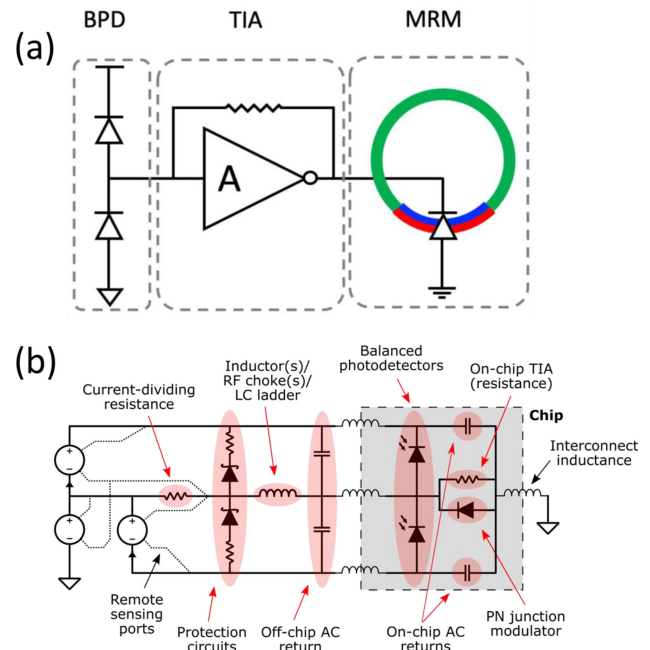 BPD TIA MRM
(a)
A
(b)
Inductor(s)/
RF choke(s)/
LC ladder
Balanced
photodetectors
On-chip TIA
(resistance)
Current-dividing
resistance
Chip
Interconnect
inductance
+
−
+
−
+
−
Remote
sensing
ports
Protection
circuits
Off-chip AC
return
On-chip AC
returns
PN junction
modulator